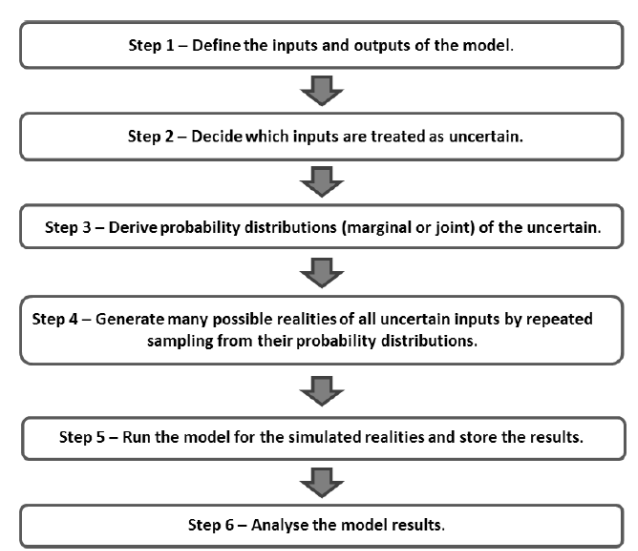 Step 1 – Define the inputs and outputs of the model.
Step 2 – Decide which inputs are treated as uncertain.
Step 3 – Derive probability distributions (marginal or joint) of the uncertain.
Step 4 – Generate many possible realities of all uncertain inputs by repeated
sampling from their probability distributions.
Step 5 – Run the model for the simulated realities and store the results.
Step 6 – Analyse the model results.